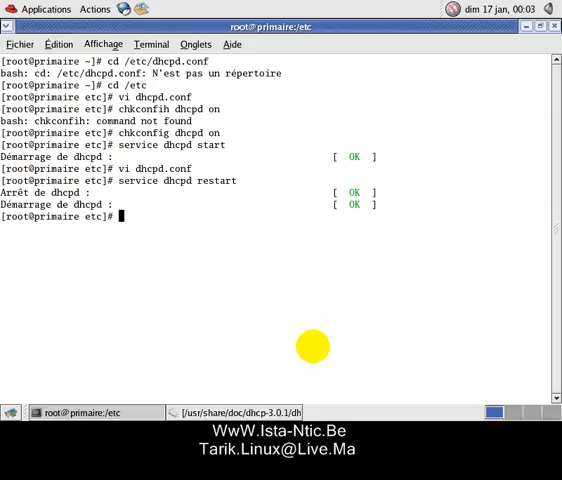 Applications Actions dim 17 jan, 00:03
root@primaire:/etc
Fichier Édition Affichage Terminal Onglets Aide
[root@primaire ~]# cd /etc/dhcpd.conf
bash: cd: /etc/dhcpd.conf: N'est pas un répertoire
[root@primaire ~]# cd /etc
[root@primaire etc]# vi dhcpd.conf
[root@primaire etc]# chkconfih dhcpd on
bash: chkconfih: command not found
[root@primaire etc]# chkconfig dhcpd on
[root@primaire etc]# service dhcpd start
Démarrage de dhcpd : [ OK ]
[root@primaire etc]# vi dhcpd.conf
[root@primaire etc]# service dhcpd restart
Arrêt de dhcpd : [ OK ]
Démarrage de dhcpd : [ OK ]
[root@primaire etc]#
root@primaire:/etc [/usr/share/doc/dhcp-3.0.1/dh
WwW.Ista-Ntic.Be
Tarik.Linux@Live.Ma